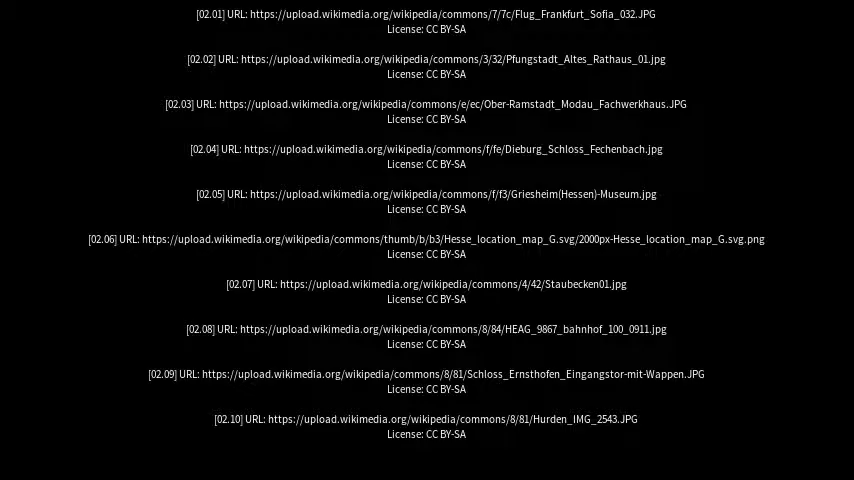 [02.01] URL: https://upload.wikimedia.org/wikipedia/commons/7/7c/Flug_Frankfurt_Sofia_032.JPG
License: CC BY-SA
[02.02] URL: https://upload.wikimedia.org/wikipedia/commons/3/32/Pfungstadt_Altes_Rathaus_01.jpg
License: CC BY-SA
[02.03] URL: https://upload.wikimedia.org/wikipedia/commons/e/ec/Ober-Ramstadt_Modau_Fachwerkhaus.JPG
License: CC BY-SA
[02.04] URL: https://upload.wikimedia.org/wikipedia/commons/f/fe/Dieburg_Schloss_Fechenbach.jpg
License: CC BY-SA
[02.05] URL: https://upload.wikimedia.org/wikipedia/commons/f/f3/Griesheim(Hessen)-Museum.jpg
License: CC BY-SA
[02.06] URL: https://upload.wikimedia.org/wikipedia/commons/thumb/b/b3/Hesse_location_map_G.svg/2000px-Hesse_location_map_G.svg.png
License: CC BY-SA
[02.07] URL: https://upload.wikimedia.org/wikipedia/commons/4/42/Staubecken01.jpg
License: CC BY-SA
[02.08] URL: https://upload.wikimedia.org/wikipedia/commons/8/84/HEAG_9867_bahnhof_100_0911.jpg
License: CC BY-SA
[02.09] URL: https://upload.wikimedia.org/wikipedia/commons/8/81/Schloss_Ernsthofen_Eingangstor-mit-Wappen.JPG
License: CC BY-SA
[02.10] URL: https://upload.wikimedia.org/wikipedia/commons/8/81/Hurden_IMG_2543.JPG
License: CC BY-SA